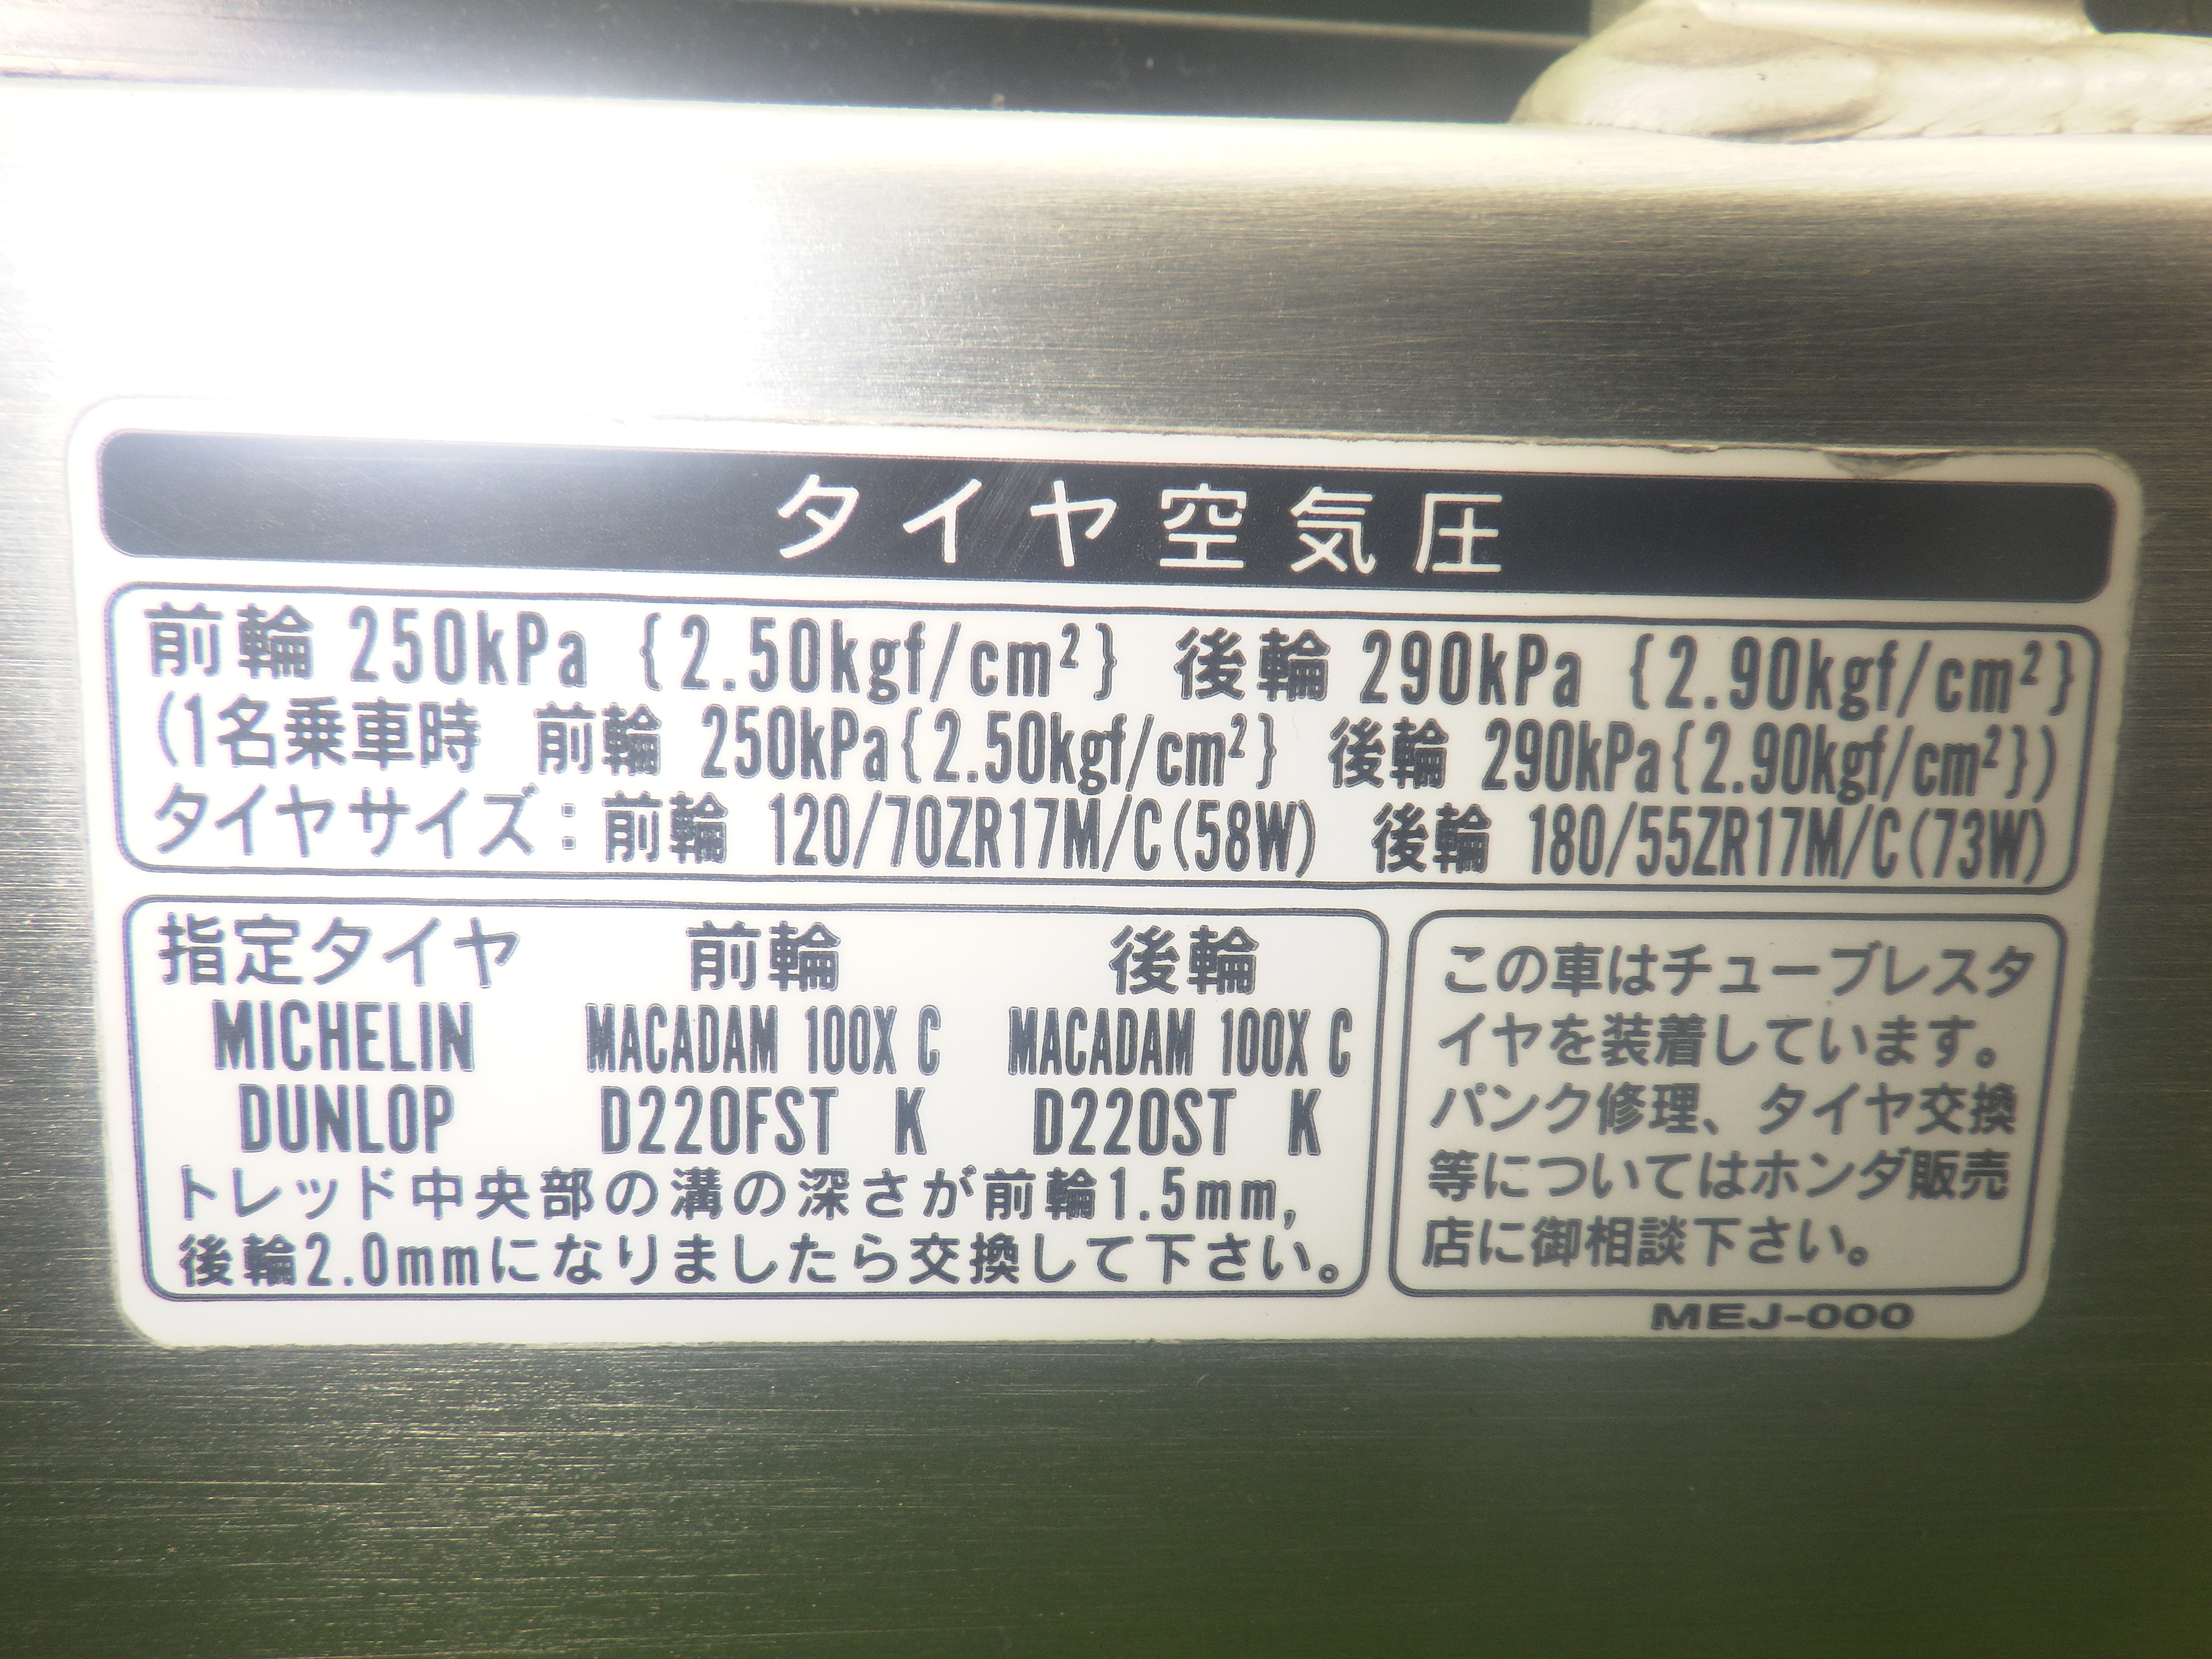 タイヤ空気圧
前輪 250kPa {2.50kgf/cm²} 後輪 290kPa {2.90kgf/cm²}
(1名乗車時 前輪 250kPa{2.50kgf/cm²} 後輪 290kPa{2.90kgf/cm²})
タイヤサイズ:前輪 120/70ZR17M/C(58W) 後輪 180/55ZR17M/C(73W)
指定タイヤ 前輪 後輪
MICHELIN MACADAM 100X C MACADAM 100X C
DUNLOP D220FST K D220ST K
トレッド中央部の溝の深さが前輪1.5mm,
後輪2.0mmになりましたら交換して下さい。
この車はチューブレスタ
イヤを装着しています。
パンク修理、タイヤ交換
等についてはホンダ販売
店に御相談下さい。
MEJ-000